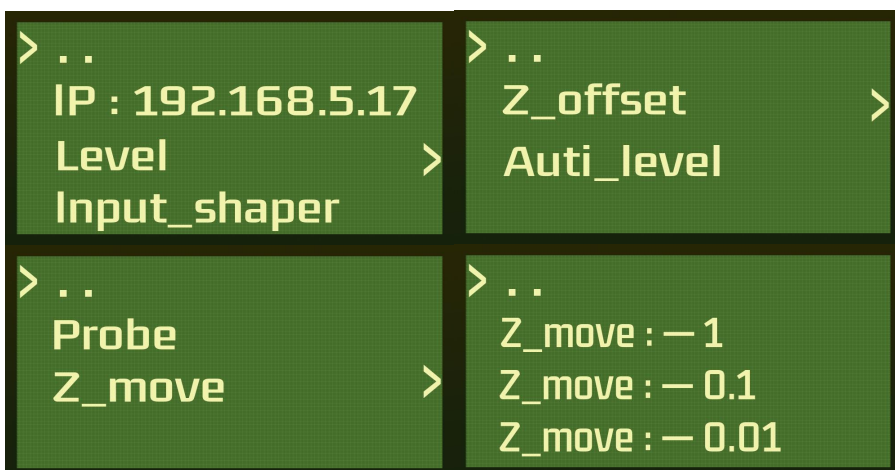 > ..
IP : 192.168.5.17
Level >
Input_shaper
> ..
Z_offset >
Auti_level
> ..
Probe
Z_move >
> ..
Z_move : — 1
Z_move : — 0.1
Z_move : — 0.01